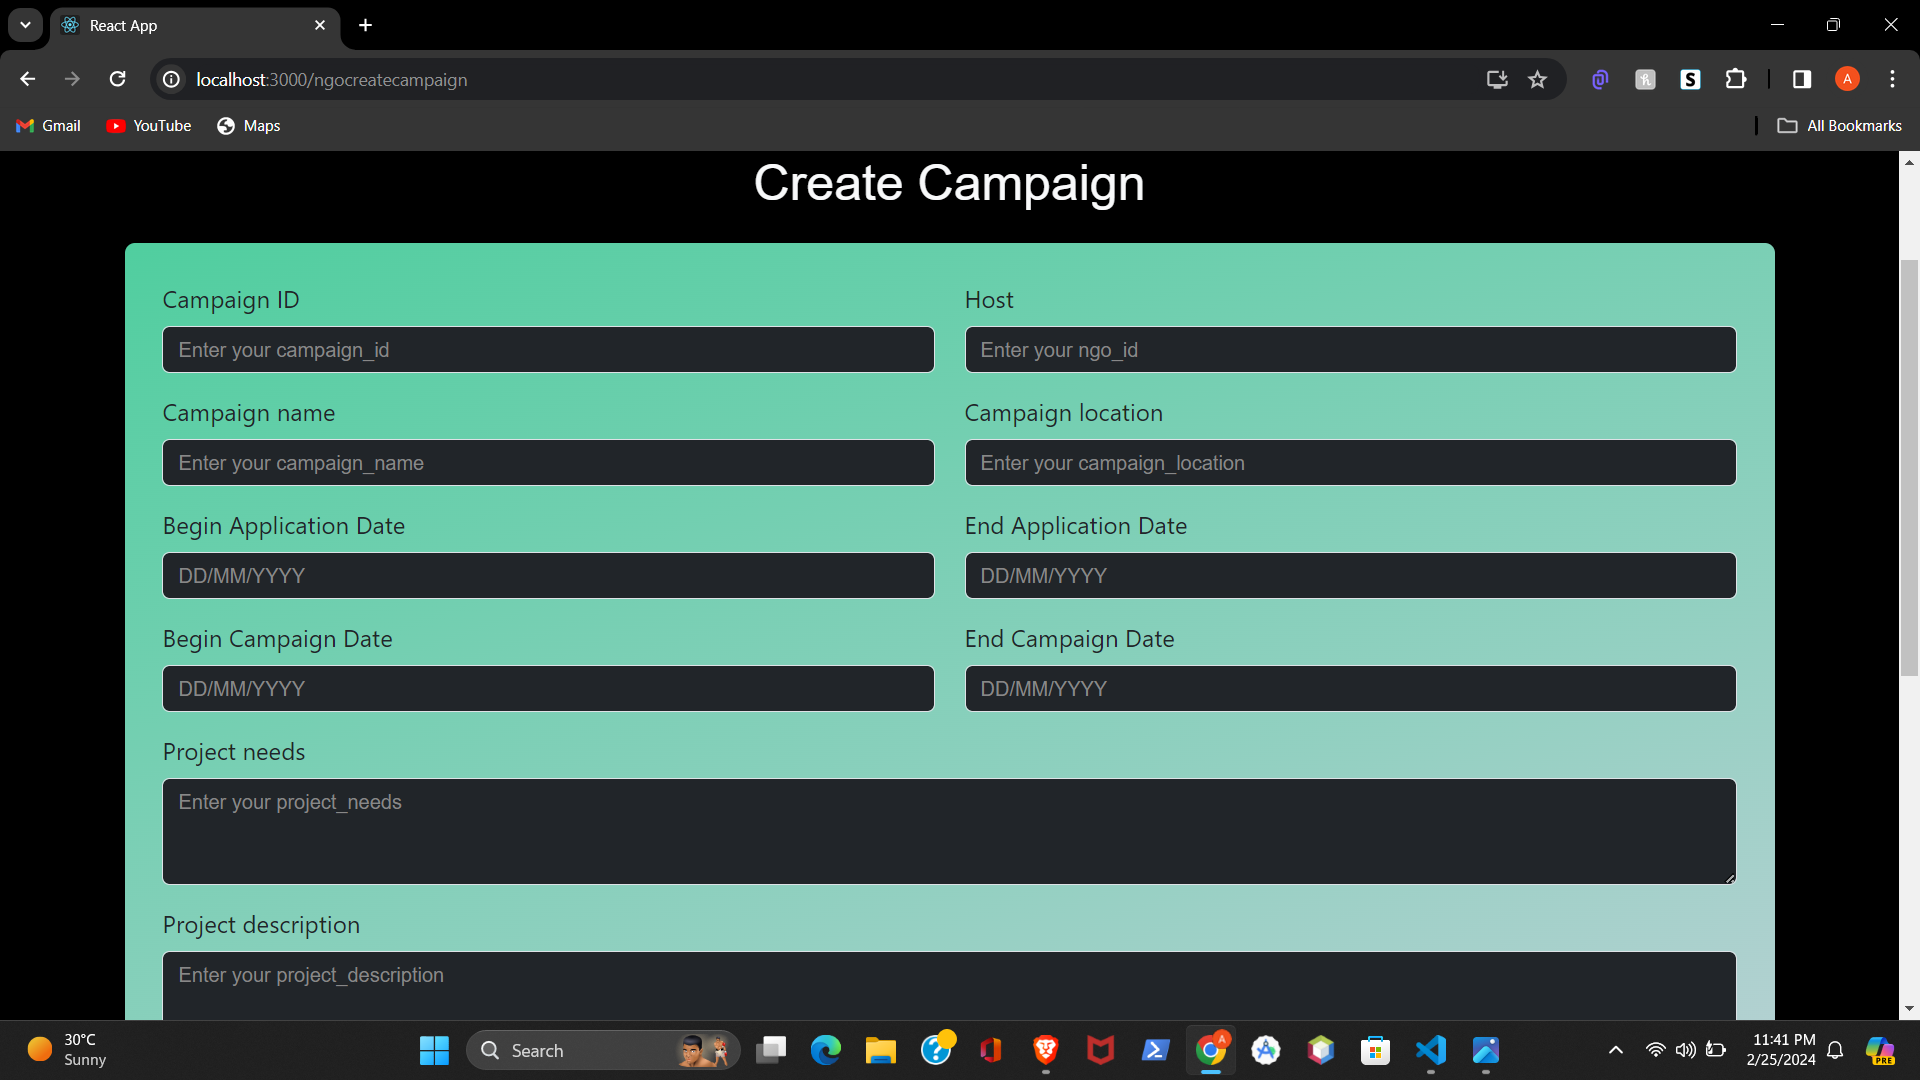 React App
localhost:3000/ngocreatecampaign
A
Gmail
YouTube
Maps
All Bookmarks
Create Campaign
Campaign ID
Host
Enter your campaign_id
Enter your ngo_id
Campaign name
Campaign location
Enter your campaign_name
Enter your campaign_location
Begin Application Date
End Application Date
DD/MM/YYYY
DD/MM/YYYY
Begin Campaign Date
End Campaign Date
DD/MM/YYYY
DD/MM/YYYY
Project needs
Enter your project_needs
Project description
Enter your project_description
30°C
Sunny
Search
A
11:41 PM
2/25/2024
PRE